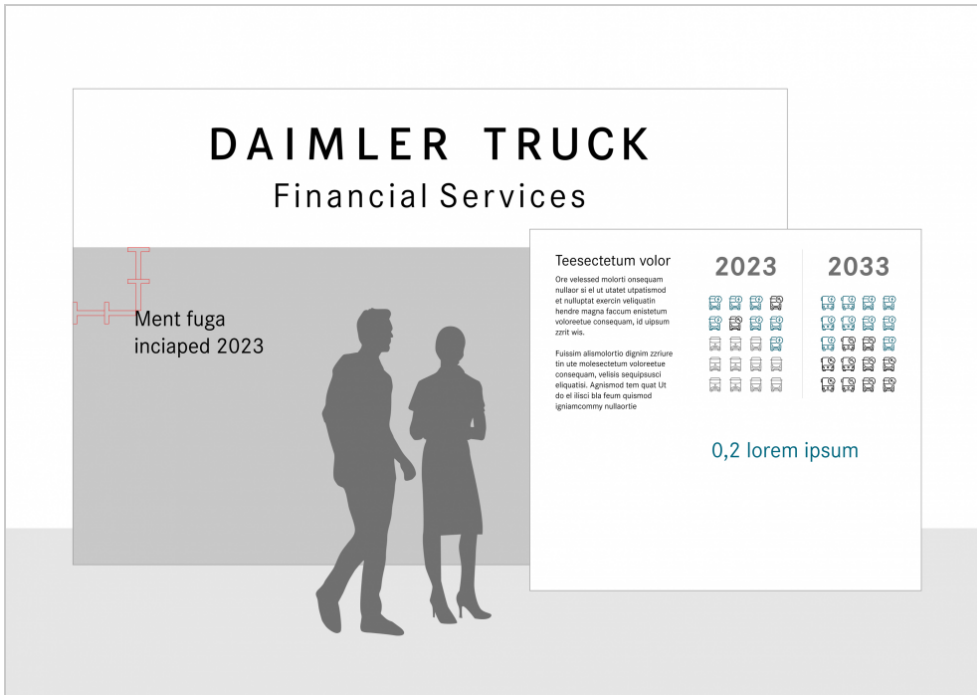 DAIMLER TRUCK
Financial Services
Ment fuga
inciaped 2023
Teesectetum volor
Ore velessed molorti onsequam
nullaor si el ut utatet utpatismod
et nulluptat exercin veliquatin
hendre magna faccum enistetum
voloreetue consequam, id uipsum
zzrit wis.
Fuissim alismolortio dignim zzriure
tin ute molesectetum voloreetue
consequam, velisis sequipsusci
eliquatisi. Agnismod tem quat Ut
do el ilisci bla feum quismod
igniamcommy nullaortie
2023
2033
0,2 lorem ipsum